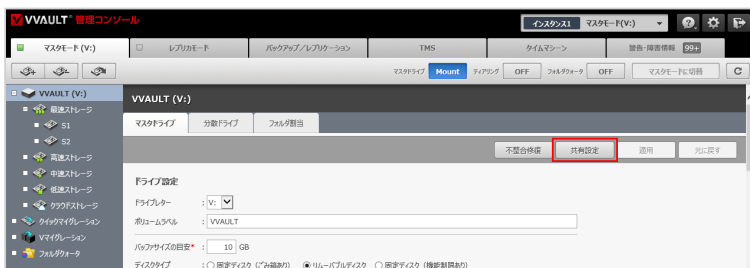 VVAULT® 管理コンソール
インスタンス1 マスタモード(V:)
マスタモード (V:) レプリカモード バックアップ／レプリケーション TMS タイムマシーン 警告・障害情報 99+
マスタドライブ Mount ティアリング OFF フォルダクォータ OFF マスタモードに切替
VVAULT (V:)
最速ストレージ
S1
S2
高速ストレージ
中速ストレージ
低速ストレージ
クラウドストレージ
クイックマイグレーション
Vマイグレーション
フォルダクォータ
VVAULT (V:)
マスタドライブ 分散ドライブ フォルダ割当
不整合修復 共有設定 適用 元に戻す
ドライブ設定
ドライブレター : V:
ボリュームラベル : VVAULT
バッファサイズの目安* : 10 GB
ディスクタイプ : 固定ディスク（ごみ箱あり） リムーバブルディスク 固定ディスク（機能制限あり）